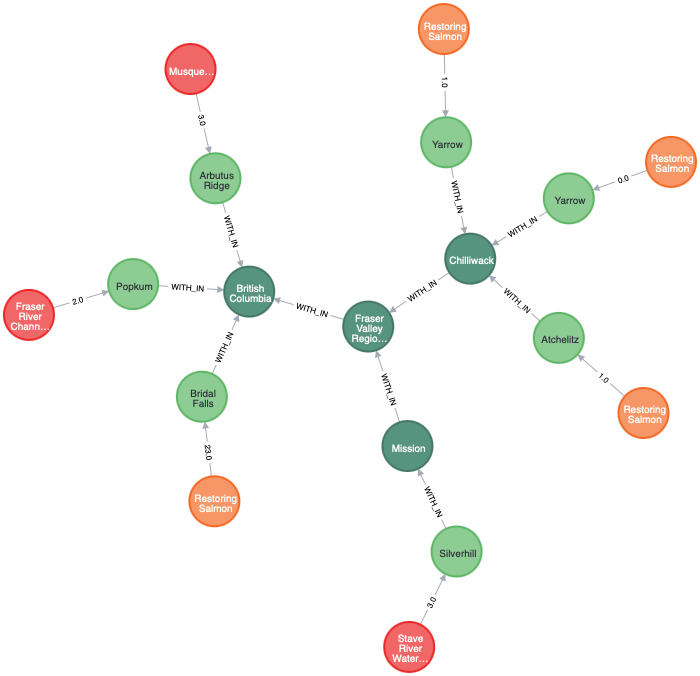 Restoring
Salmon
1.0
Musque...
3.0
Yarrow
Restoring
Salmon
0.0
Arbutus
Ridge
WITH_IN
Yarrow
WITH_IN
WITH_IN
Chilliwack
British
Columbia
Popkum
WITH_IN
WITH_IN
WITH_IN
Fraser
River
Chann...
2.0
Fraser
Valley
Regio...
WITH_IN
Atchelitz
WITH_IN
Bridal
Falls
WITH_IN
1.0
Restoring
Salmon
23.0
Mission
Restoring
Salmon
WITH_IN
Silverhill
3.0
Stave
River
Water...